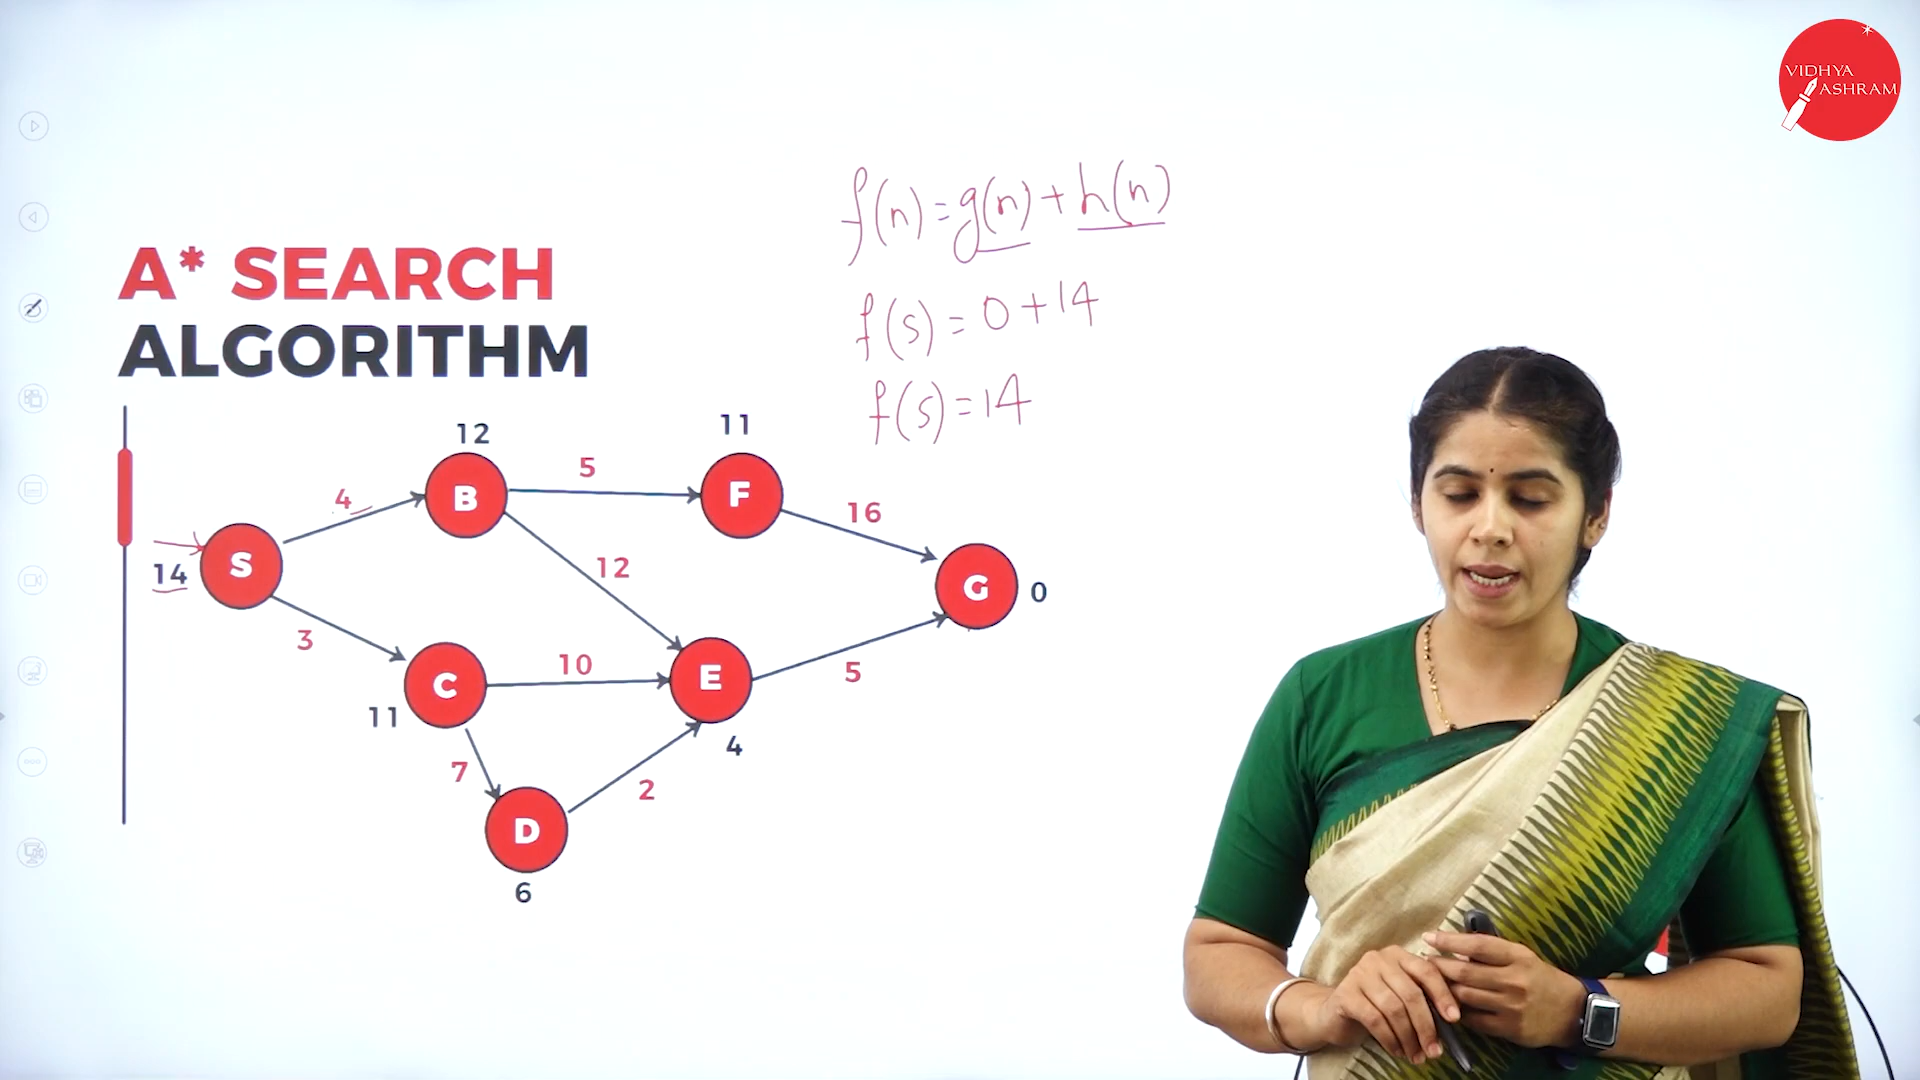 VIDHYA
ASHRAM
f(n) = g(n) + h(n)
f(s) = 0 + 14
f(s) = 14
A* SEARCH
ALGORITHM
12
11
B
5
F
4
16
S
14
12
G
0
3
C
10
E
5
11
4
7
2
D
6